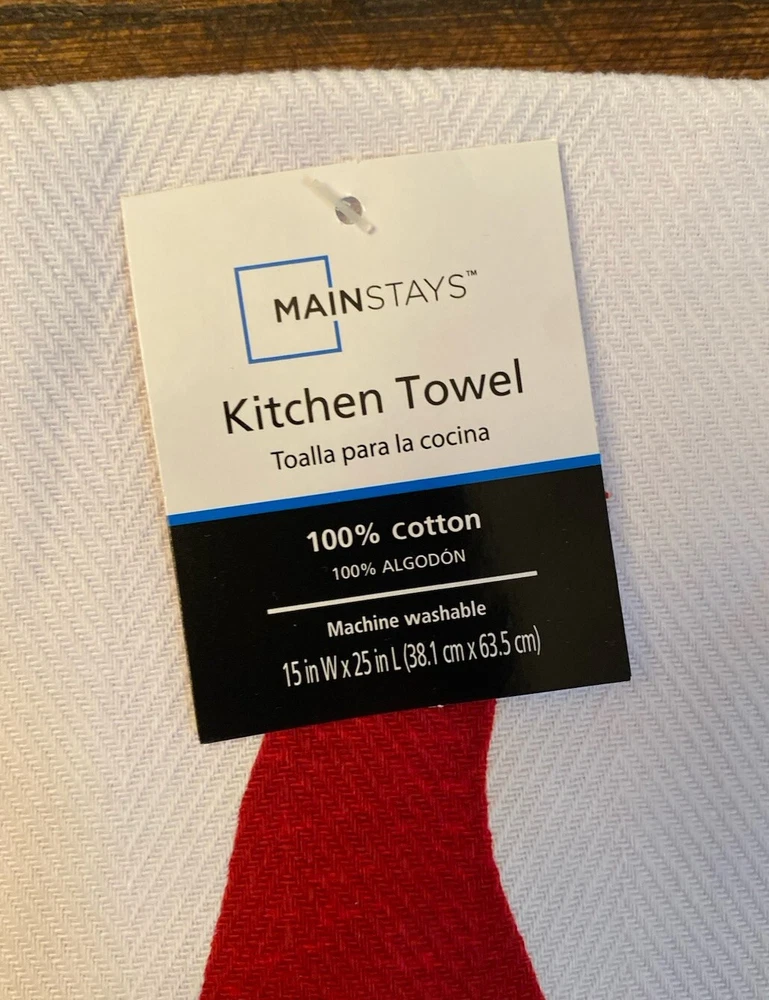 MAINSTAYS™
Kitchen Towel
Toalla para la cocina
100% cotton
100% ALGODÓN
Machine washable
15 in W x 25 in L (38.1 cm x 63.5 cm)